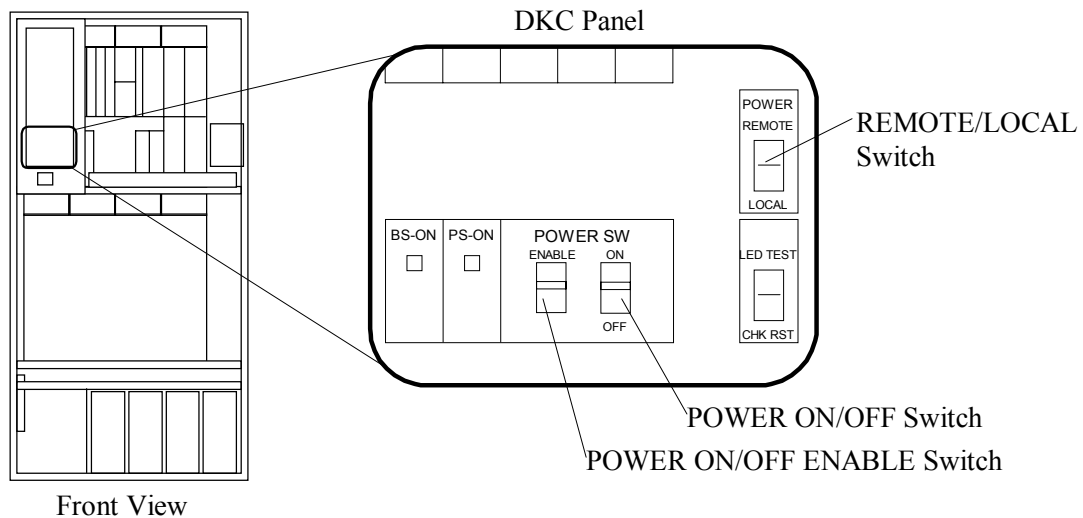 DKC Panel
POWER
REMOTE
LOCAL
REMOTE/LOCAL
Switch
BS-ON
PS-ON
POWER SW
ENABLE
ON
OFF
LED TEST
CHK RST
POWER ON/OFF Switch
POWER ON/OFF ENABLE Switch
Front View